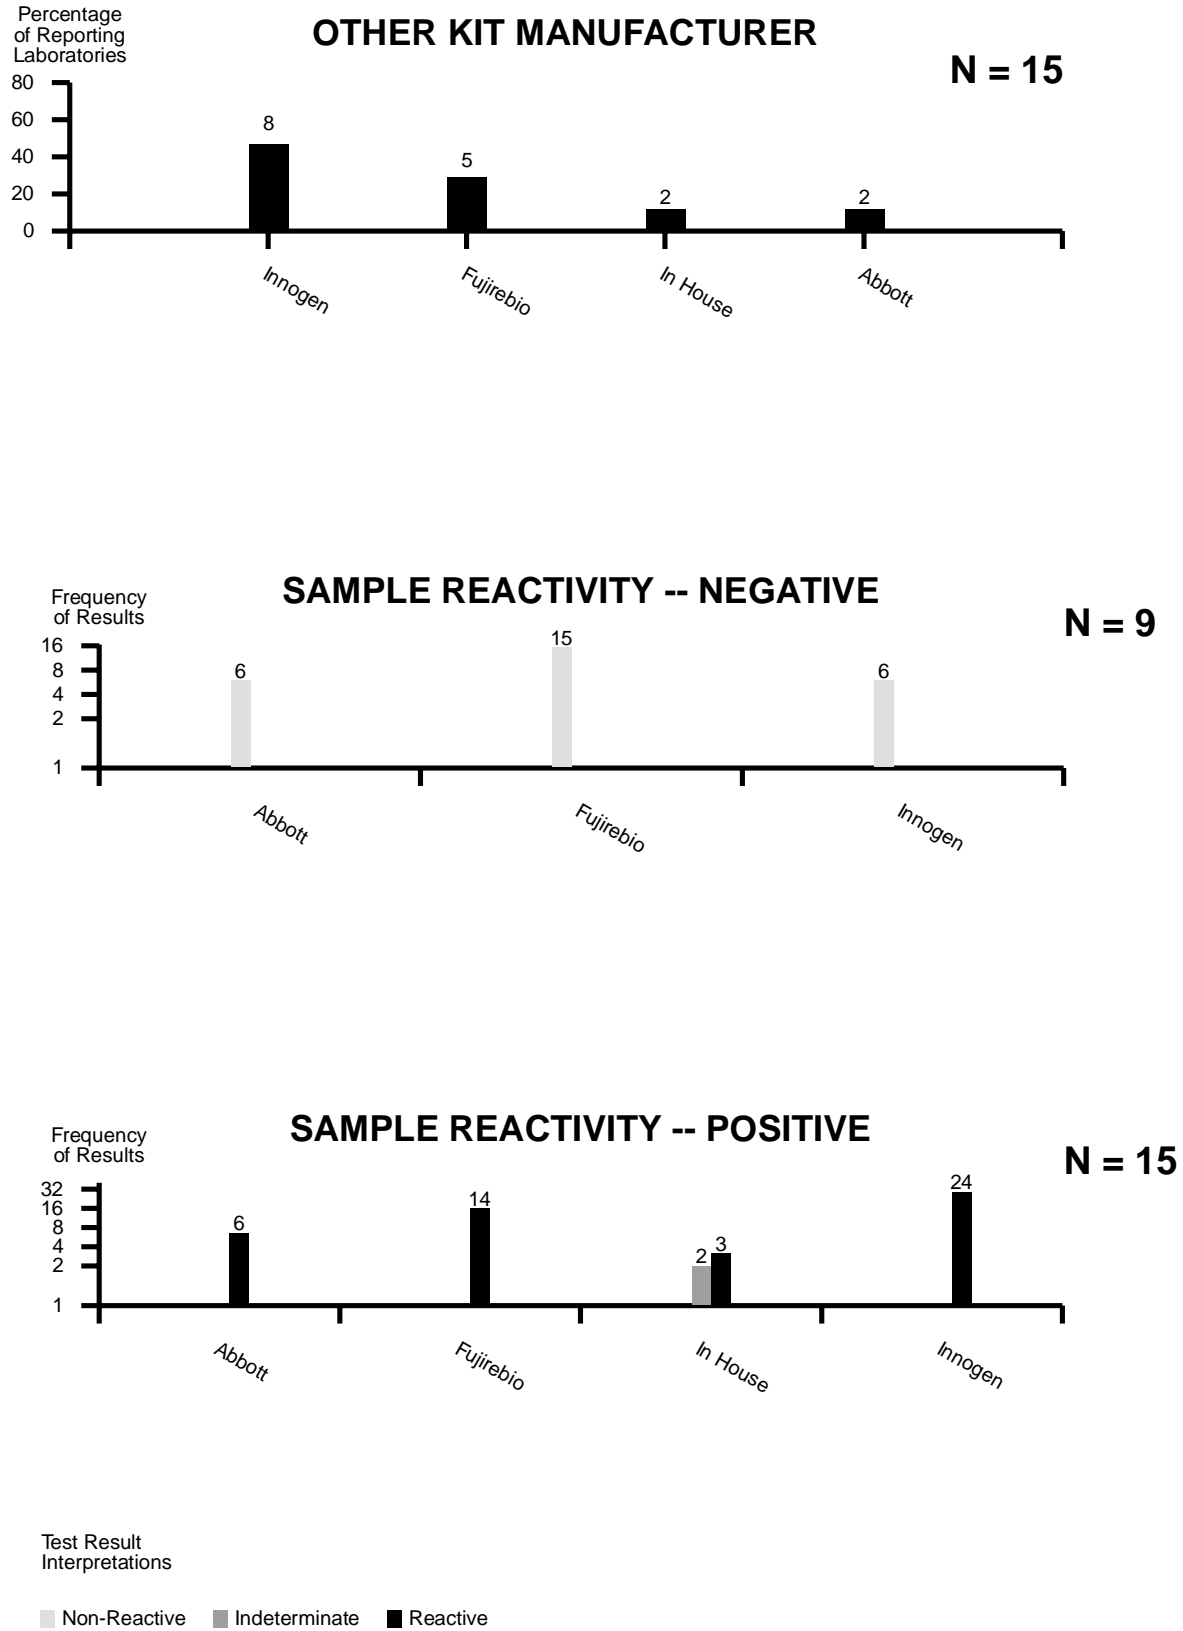 Percentage
of Reporting
Laboratories
OTHER KIT MANUFACTURER
N = 15
80
60
40
20
0
8
5
2
2
Innogen
Fujirebio
In House
Abbott
Frequency
of Results
SAMPLE REACTIVITY -- NEGATIVE
N = 9
16
8
4
2
1
6
15
6
Abbott
Fujirebio
Innogen
Frequency
of Results
SAMPLE REACTIVITY -- POSITIVE
N = 15
32
16
8
4
2
1
6
14
2
3
24
Abbott
Fujirebio
In House
Innogen
Test Result
Interpretations
Non-Reactive
Indeterminate
Reactive